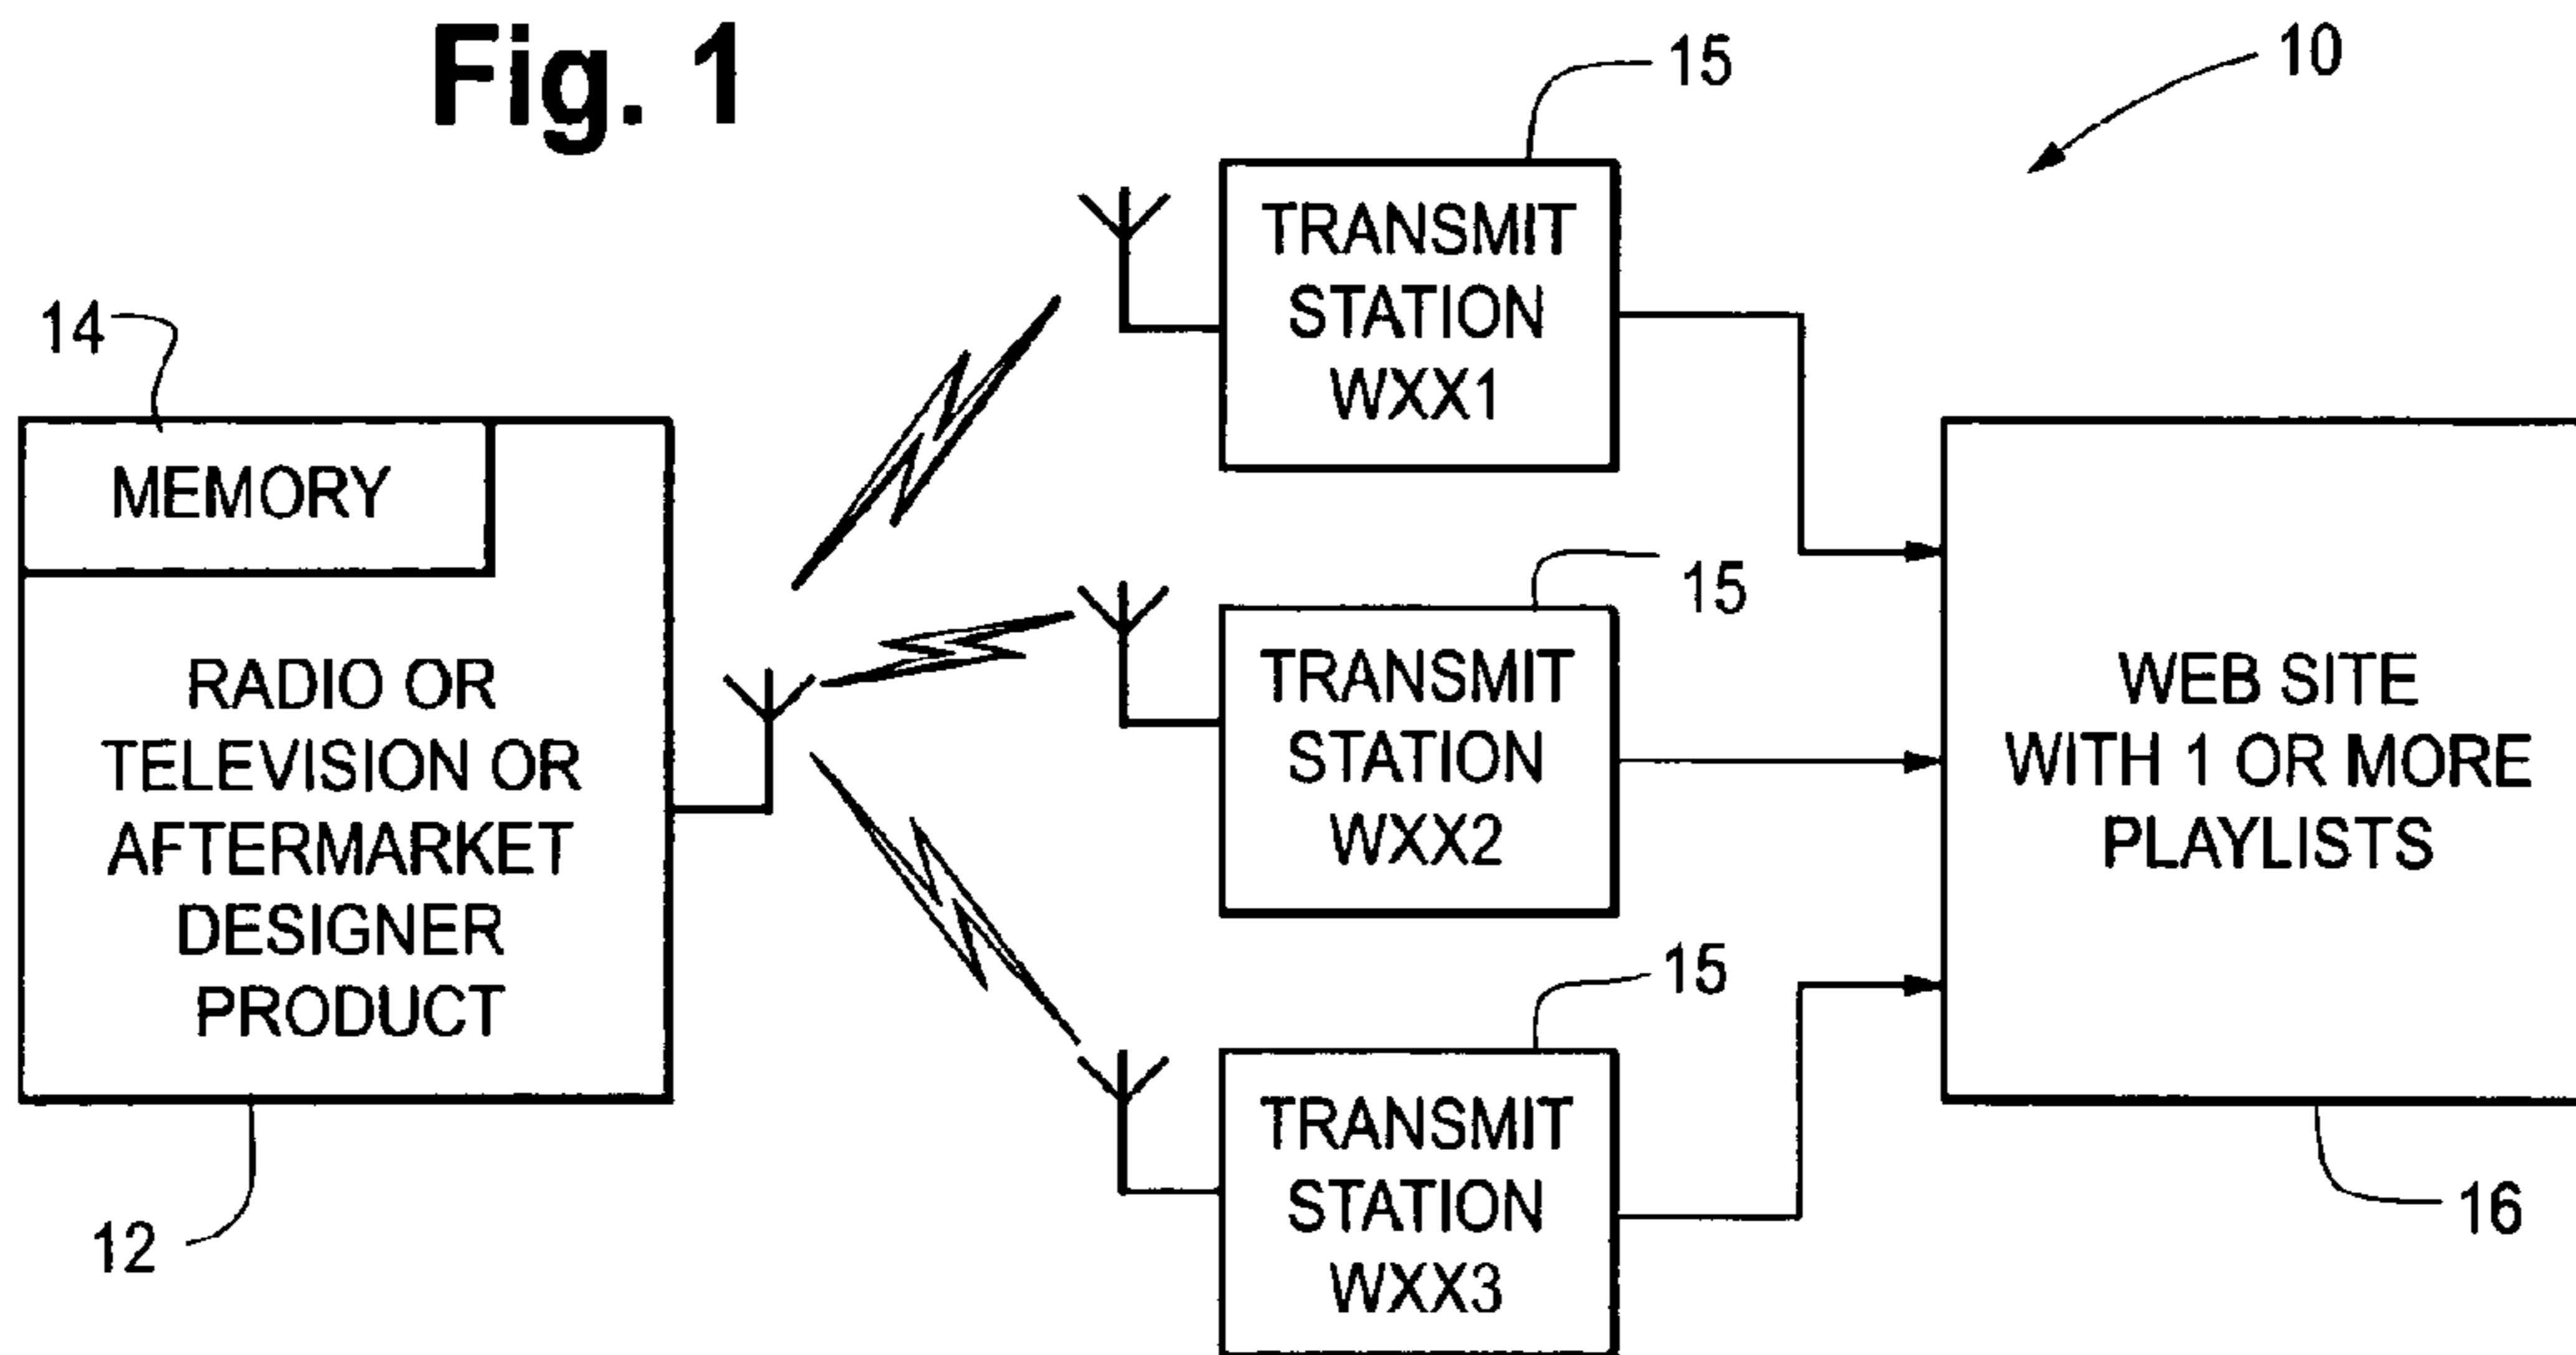 Fig. 1
10
15
TRANSMIT
STATION
WXX1
14
MEMORY
RADIO OR
TELEVISION OR
AFTERMARKET
DESIGNER
PRODUCT
12
15
TRANSMIT
STATION
WXX2
15
TRANSMIT
STATION
WXX3
WEB SITE
WITH 1 OR MORE
PLAYLISTS
16